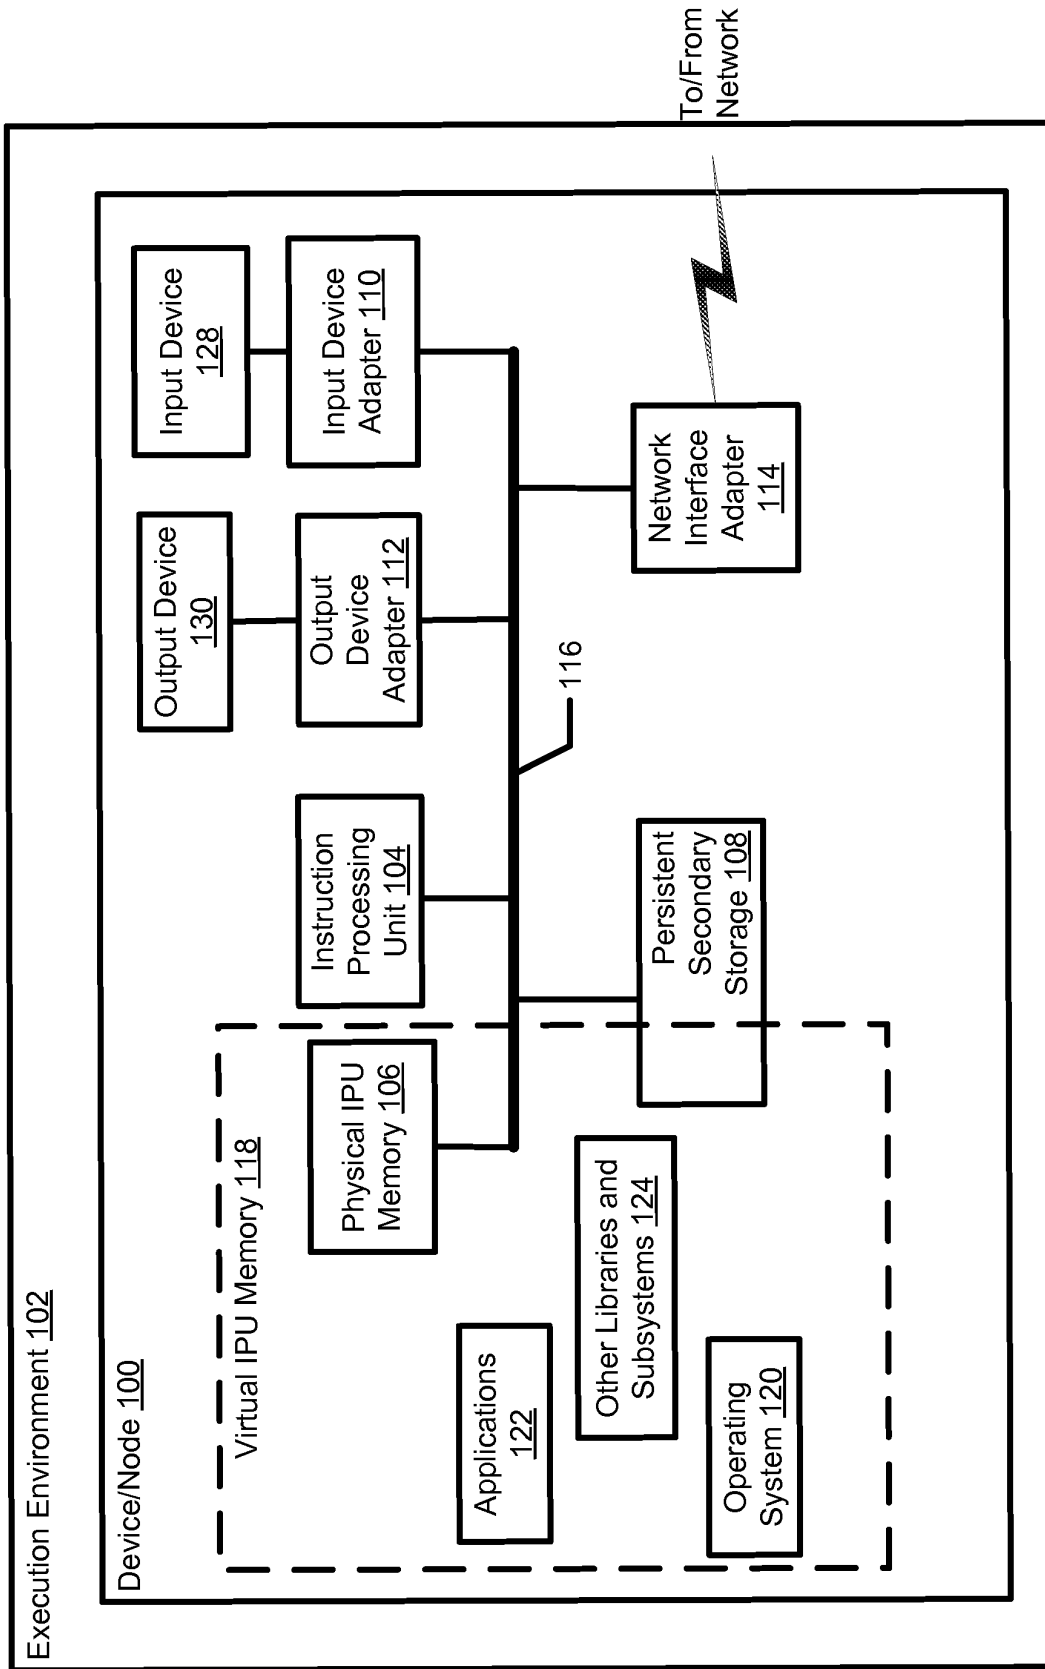 Execution Environment 102
Device/Node 100
Virtual IPU Memory 118
Physical IPU
Memory 106
Instruction
Processing
Unit 104
Output Device
130
Output
Device
Adapter 112
Input Device
128
Input Device
Adapter 110
Applications
122
Other Libraries and
Subsystems 124
Operating
System 120
Persistent
Secondary
Storage 108
116
Network
Interface
Adapter
114
To/From
Network